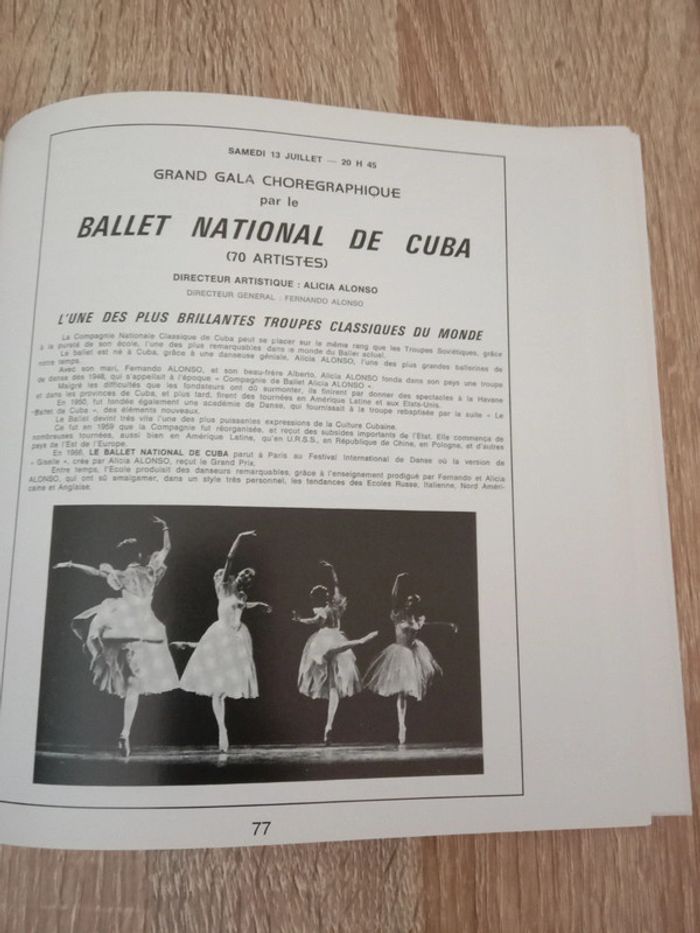 SAMEDI 13 JUILLET — 20 H 45
GRAND GALA CHOREGRAPHIQUE
par le
BALLET NATIONAL DE CUBA
(70 ARTISTES)
DIRECTEUR ARTISTIQUE : ALICIA ALONSO
DIRECTEUR GENERAL : FERNANDO ALONSO
L'UNE DES PLUS BRILLANTES TROUPES CLASSIQUES DU MONDE
La Compagnie Nationale Classique de Cuba peut se placer sur le même rang que les Troupes Soviétiques, grâce
à la pureté de son école, l'une des plus remarquables dans le monde du Ballet actuel.
Le ballet est né à Cuba, grâce à une danseuse géniale, Alicia ALONSO, l'une des plus grandes ballerines de
notre temps.
Avec son mari, Fernando ALONSO, et son beau-frère Alberto, Alicia ALONSO fonda dans son pays une troupe
de danse dès 1948, qui s'appellait à l'époque « Compagnie de Ballet Alicia ALONSO ».
Malgré les difficultés que les fondateurs ont dû surmonter, ils finirent par donner des spectacles à la Havane
et dans les provinces de Cuba, et plus tard, firent des tournées en Amérique Latine et aux Etats-Unis.
En 1950, fut fondée également une académie de Danse, qui fournissait à la troupe rebaptisée par la suite « Le
Ballet de Cuba », des éléments nouveaux.
Le Ballet devint très vite l'une des plus puissantes expressions de la Culture Cubaine.
Ce fut en 1959 que la Compagnie fut réorganisée, et reçut des subsides importants de l'Etat. Elle commença de
nombreuses tournées, aussi bien en Amérique Latine, qu'en U.R.S.S., en République de Chine, en Pologne, et d'autres
pays de l'Est de l'Europe.
En 1966, LE BALLET NATIONAL DE CUBA parut à Paris au Festival International de Danse où la version de
« Giselle », crée par Alicia ALONSO, reçut le Grand Prix.
Entre temps, l'Ecole produisit des danseurs remarquables, grâce à l'enseignement prodigué par Fernando et Alicia
ALONSO, qui ont sû amalgamer, dans un style très personnel, les tendances des Ecoles Russe, Italienne, Nord Améri-
caine et Anglaise.
77